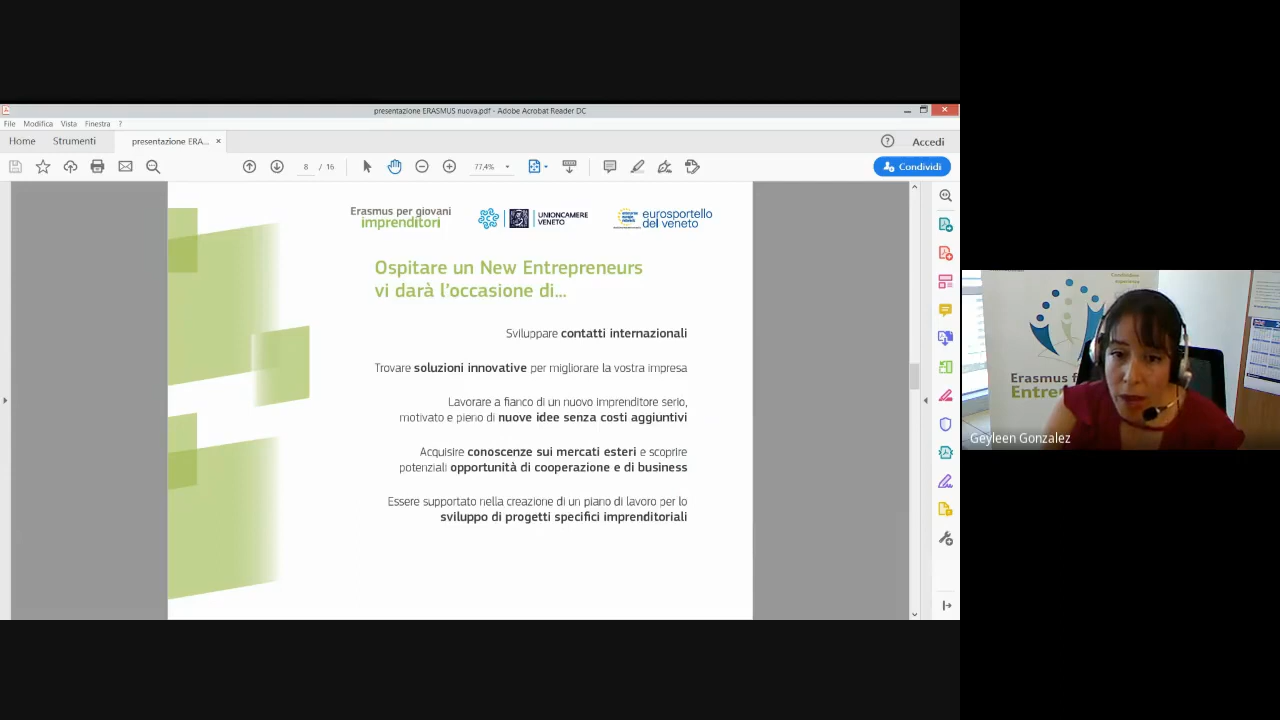 presentazione ERASMUS nuova.pdf - Adobe Acrobat Reader DC
File Modifica Vista Finestra ?
Home Strumenti presentazione ERA... × Accedi
8 / 16 77,4% Condividi
Erasmus per giovani
imprenditori
UNIONCAMERE
VENETO
eurosportello
del veneto
Ospitare un New Entrepreneurs
vi darà l'occasione di...
Sviluppare contatti internazionali
Trovare soluzioni innovative per migliorare la vostra impresa
Lavorare a fianco di un nuovo imprenditore serio,
motivato e pieno di nuove idee senza costi aggiuntivi
Acquisire conoscenze sui mercati esteri e scoprire
potenziali opportunità di cooperazione e di business
Essere supportato nella creazione di un piano di lavoro per lo
sviluppo di progetti specifici imprenditoriali
Erasmus f
Entre
Geyleen Gonzalez